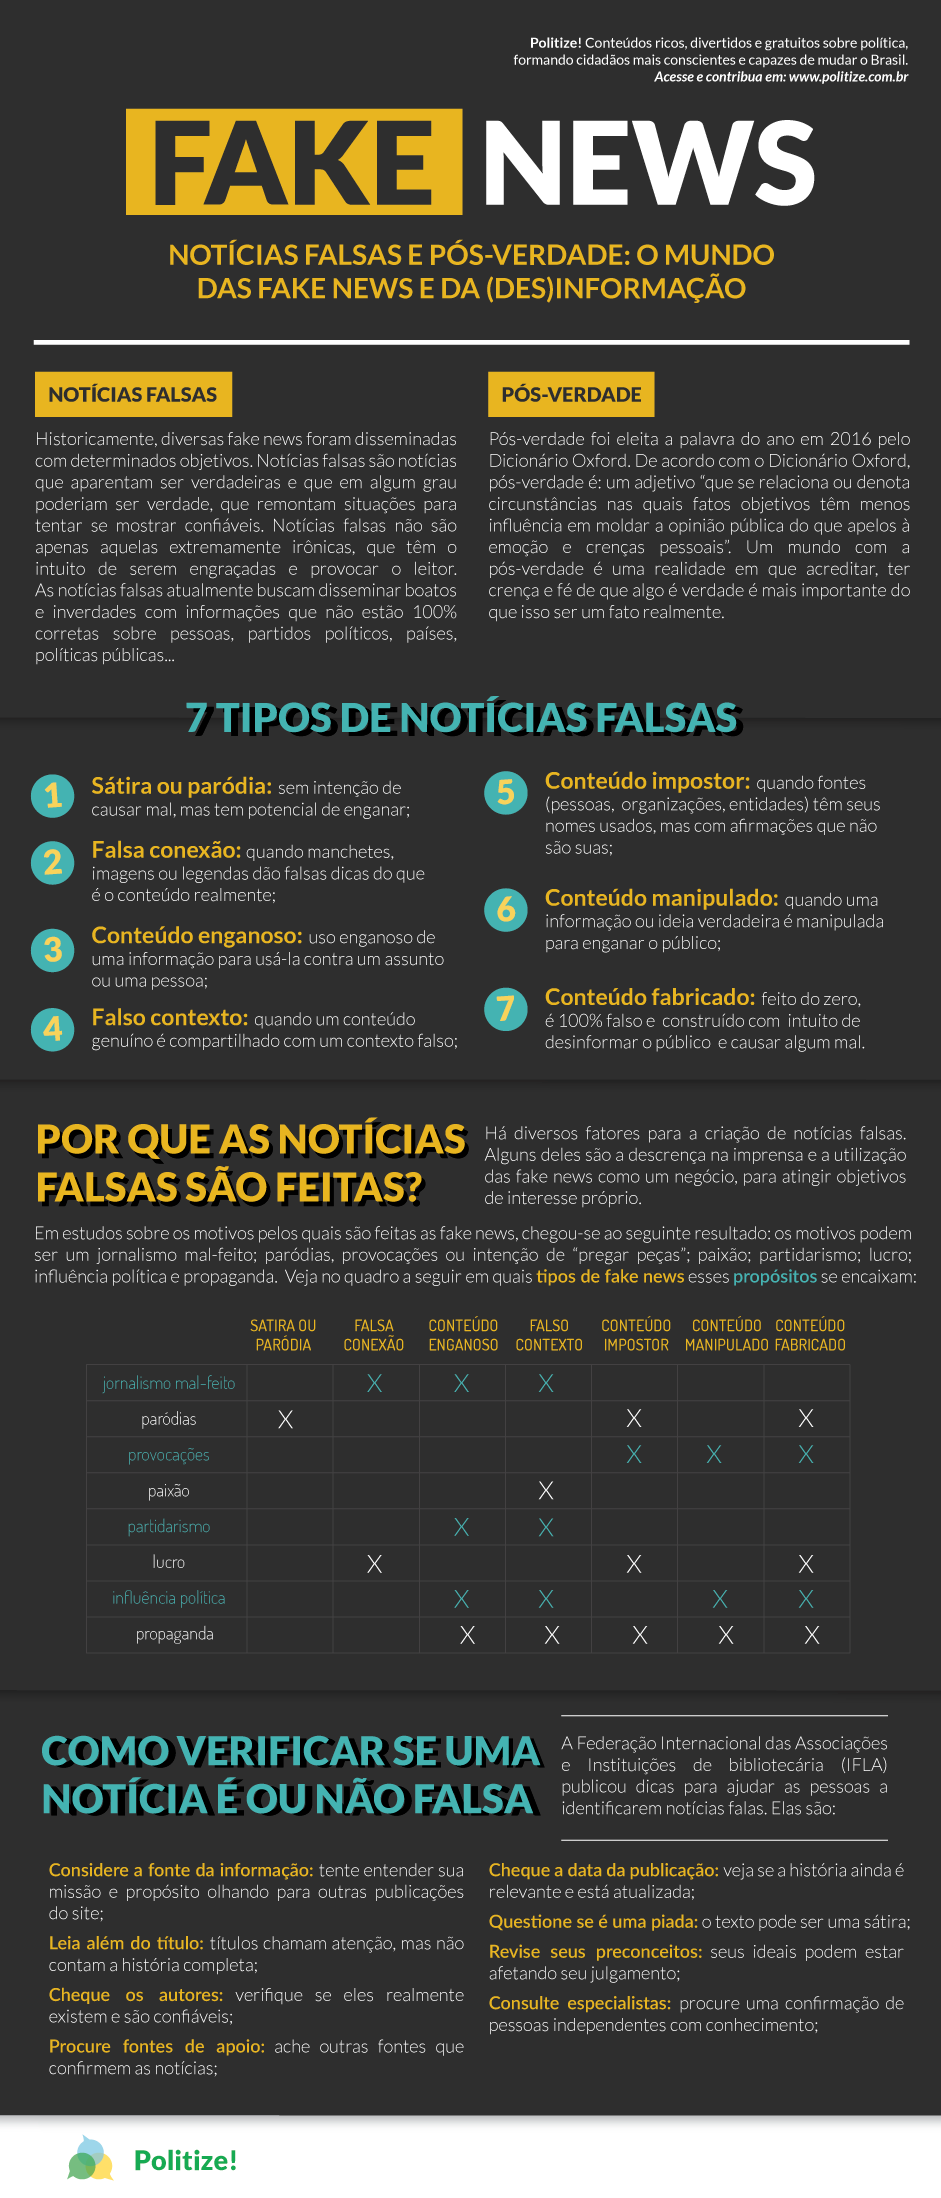 Politize! Conteúdos ricos, divertidos e gratuitos sobre política,
formando cidadãos mais conscientes e capazes de mudar o Brasil.
Acesse e contribua em: www.politize.com.br
FAKE NEWS
NOTÍCIAS FALSAS E PÓS-VERDADE: O MUNDO
DAS FAKE NEWS E DA (DES)INFORMAÇÃO
NOTÍCIAS FALSAS
Historicamente, diversas fake news foram disseminadas
com determinados objetivos. Notícias falsas são notícias
que aparentam ser verdadeiras e que em algum grau
poderiam ser verdade, que remontam situações para
tentar se mostrar confiáveis. Notícias falsas não são
apenas aquelas extremamente irônicas, que têm o
intuito de serem engraçadas e provocar o leitor.
As notícias falsas atualmente buscam disseminar boatos
e inverdades com informações que não estão 100%
corretas sobre pessoas, partidos políticos, países,
políticas públicas...
PÓS-VERDADE
Pós-verdade foi eleita a palavra do ano em 2016 pelo
Dicionário Oxford. De acordo com o Dicionário Oxford,
pós-verdade é: um adjetivo “que se relaciona ou denota
circunstâncias nas quais fatos objetivos têm menos
influência em moldar a opinião pública do que apelos à
emoção e crenças pessoais”. Um mundo com a
pós-verdade é uma realidade em que acreditar, ter
crença e fé de que algo é verdade é mais importante do
que isso ser um fato realmente.
7 TIPOS DE NOTÍCIAS FALSAS
1 Sátira ou paródia: sem intenção de
causar mal, mas tem potencial de enganar;
2 Falsa conexão: quando manchetes,
imagens ou legendas dão falsas dicas do que
é o conteúdo realmente;
3 Conteúdo enganoso: uso enganoso de
uma informação para usá-la contra um assunto
ou uma pessoa;
4 Falso contexto: quando um conteúdo
genuíno é compartilhado com um contexto falso;
5 Conteúdo impostor: quando fontes
(pessoas, organizações, entidades) têm seus
nomes usados, mas com afirmações que não
são suas;
6 Conteúdo manipulado: quando uma
informação ou ideia verdadeira é manipulada
para enganar o público;
7 Conteúdo fabricado: feito do zero,
é 100% falso e construído com intuito de
desinformar o público e causar algum mal.
POR QUE AS NOTÍCIAS
FALSAS SÃO FEITAS?
Há diversos fatores para a criação de notícias falsas.
Alguns deles são a descrença na imprensa e a utilização
das fake news como um negócio, para atingir objetivos
de interesse próprio.
Em estudos sobre os motivos pelos quais são feitas as fake news, chegou-se ao seguinte resultado: os motivos podem
ser um jornalismo mal-feito; paródias, provocações ou intenção de “pregar peças”; paixão; partidarismo; lucro;
influência política e propaganda. Veja no quadro a seguir em quais tipos de fake news esses propósitos se encaixam:
SATIRA OU FALSA CONTEÚDO FALSO CONTEÚDO CONTEÚDO CONTEÚDO
PARÓDIA CONEXÃO ENGANOSO CONTEXTO IMPOSTOR MANIPULADO FABRICADO
jornalismo mal-feito X X X
paródias X X X
provocações X X X
paixão X
partidarismo X X
lucro X X X
influência política X X X X
propaganda X X X X X
COMO VERIFICAR SE UMA
NOTÍCIA É OU NÃO FALSA
A Federação Internacional das Associações
e Instituições de bibliotecária (IFLA)
publicou dicas para ajudar as pessoas a
identificarem notícias falas. Elas são:
Considere a fonte da informação: tente entender sua
missão e propósito olhando para outras publicações
do site;
Leia além do título: títulos chamam atenção, mas não
contam a história completa;
Cheque os autores: verifique se eles realmente
existem e são confiáveis;
Procure fontes de apoio: ache outras fontes que
confirmem as notícias;
Cheque a data da publicação: veja se a história ainda é
relevante e está atualizada;
Questione se é uma piada: o texto pode ser uma sátira;
Revise seus preconceitos: seus ideais podem estar
afetando seu julgamento;
Consulte especialistas: procure uma confirmação de
pessoas independentes com conhecimento;
Politize!